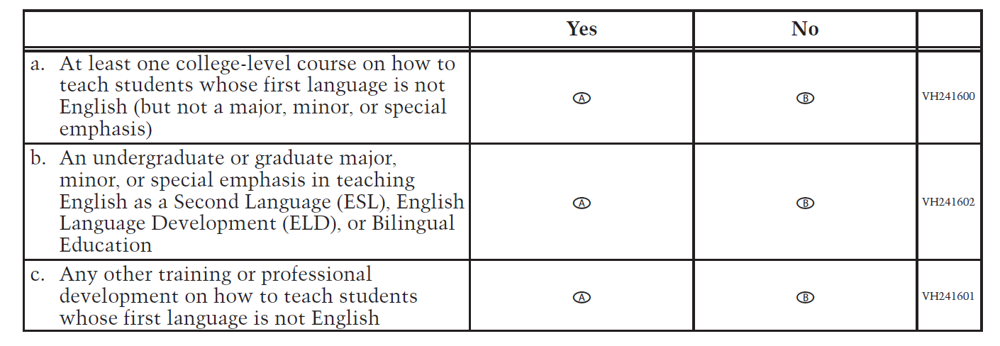 Yes No
a. At least one college-level course on how to
teach students whose first language is not
English (but not a major, minor, or special
emphasis)
A B VH241600
b. An undergraduate or graduate major,
minor, or special emphasis in teaching
English as a Second Language (ESL), English
Language Development (ELD), or Bilingual
Education
A B VH241602
c. Any other training or professional
development on how to teach students
whose first language is not English
A B VH241601